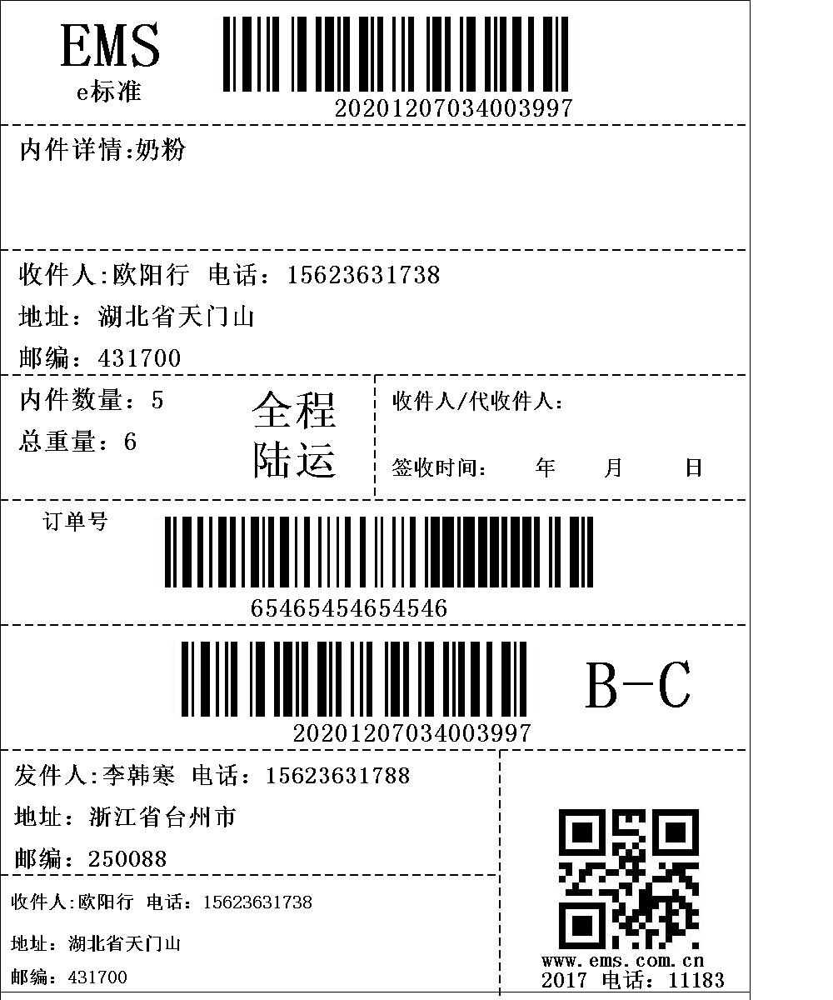 EMS
e标准
20201207034003997
内件详情:奶粉
收件人:欧阳行 电话：15623631738
地址：湖北省天门山
邮编：431700
内件数量：5
总重量：6
全程
陆运
收件人/代收件人：
签收时间： 年 月 日
订单号
65465454654546
20201207034003997
B-C
发件人:李韩寒 电话：15623631788
地址：浙江省台州市
邮编：250088
收件人:欧阳行 电话：15623631738
地址：湖北省天门山
邮编：431700
www.ems.com.cn
2017 电话：11183